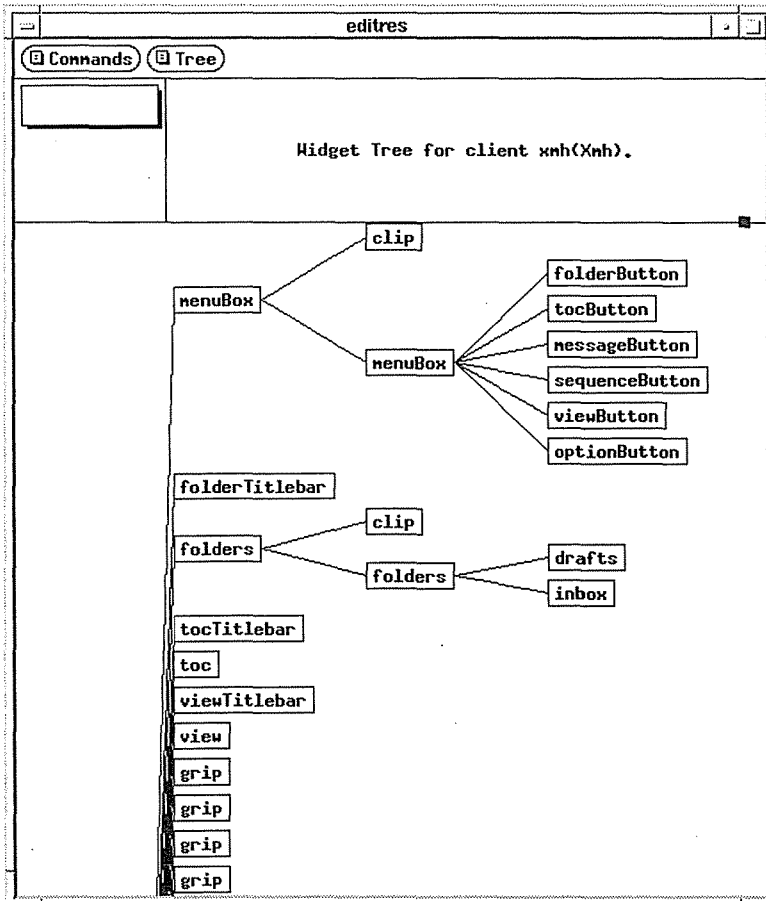 editres
Commands Tree
Widget Tree for client xmh(Xmh).
clip
folderButton
menuBox
tocButton
messageButton
menuBox
sequenceButton
viewButton
optionButton
folderTitlebar
clip
folders
drafts
folders
inbox
tocTitlebar
toc
viewTitlebar
view
grip
grip
grip
grip